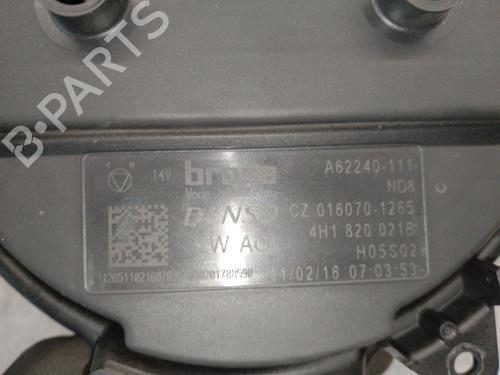 B-PARTS
14V
brose
A62240-111
ND8
DENSO
CZ 016070-1265
W AG
4H1 820 021B
H05S02
11/02/16 07:03:53